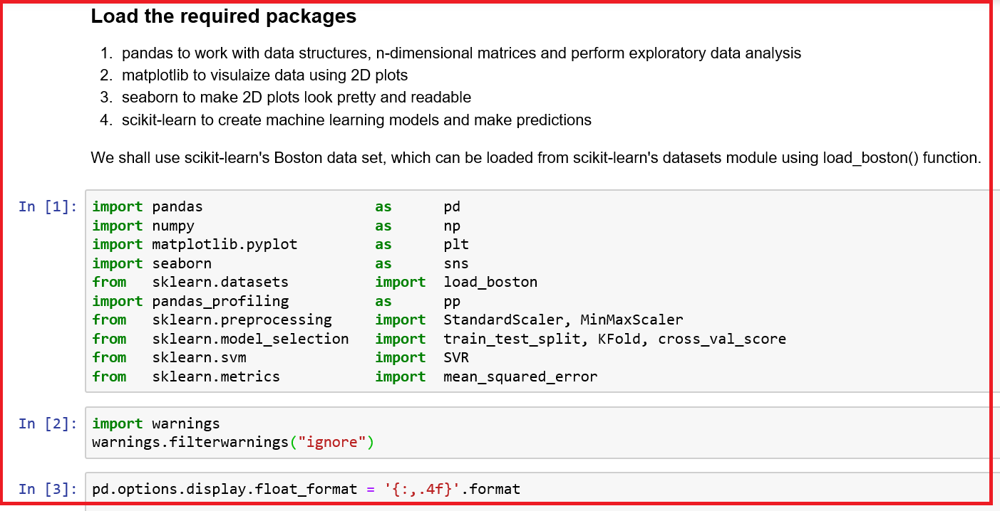 Load the required packages
1. pandas to work with data structures, n-dimensional matrices and perform exploratory data analysis
2. matplotlib to visulaize data using 2D plots
3. seaborn to make 2D plots look pretty and readable
4. scikit-learn to create machine learning models and make predictions
We shall use scikit-learn's Boston data set, which can be loaded from scikit-learn's datasets module using load_boston() function.
In [1]: import pandas as pd
import numpy as np
import matplotlib.pyplot as plt
import seaborn as sns
from sklearn.datasets import load_boston
import pandas_profiling as pp
from sklearn.preprocessing import StandardScaler, MinMaxScaler
from sklearn.model_selection import train_test_split, KFold, cross_val_score
from sklearn.svm import SVR
from sklearn.metrics import mean_squared_error
In [2]: import warnings
warnings.filterwarnings("ignore")
In [3]: pd.options.display.float_format = '{:,.4f}'.format